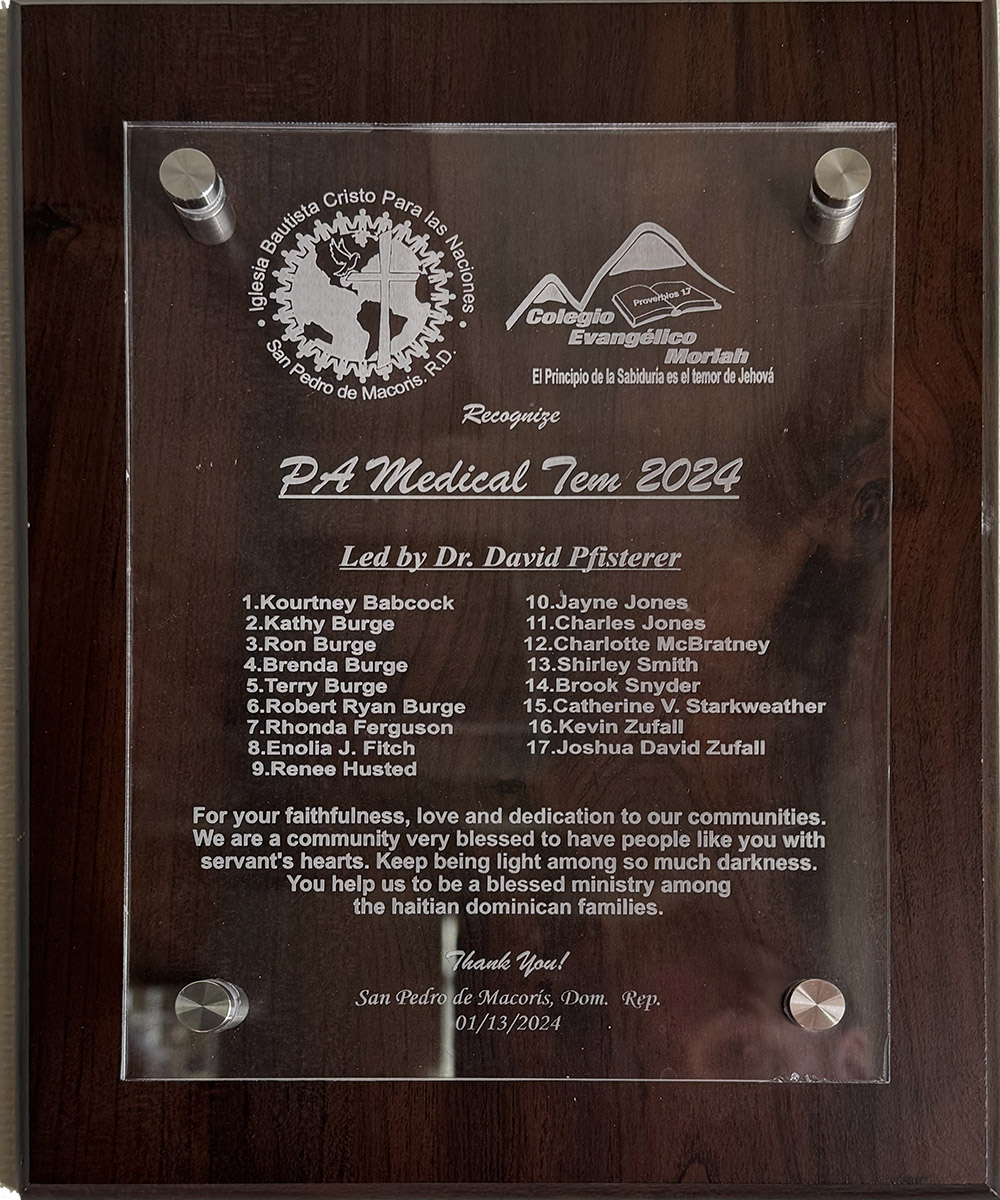 Iglesia Bautista Cristo Para las Naciones
San Pedro de Macoris. R.D.
Proverbios 1.7
Colegio
Evangélico
Moriah
El Principio de la Sabiduría es el temor de Jehová
Recognize
PA Medical Tem 2024
Led by Dr. David Pfisterer
1.Kourtney Babcock
2.Kathy Burge
3.Ron Burge
4.Brenda Burge
5.Terry Burge
6.Robert Ryan Burge
7.Rhonda Ferguson
8.Enolia J. Fitch
9.Renee Husted
10.Jayne Jones
11.Charles Jones
12.Charlotte McBratney
13.Shirley Smith
14.Brook Snyder
15.Catherine V. Starkweather
16.Kevin Zufall
17.Joshua David Zufall
For your faithfulness, love and dedication to our communities.
We are a community very blessed to have people like you with
servant's hearts. Keep being light among so much darkness.
You help us to be a blessed ministry among
the haitian dominican families.
Thank You!
San Pedro de Macorís, Dom. Rep.
01/13/2024